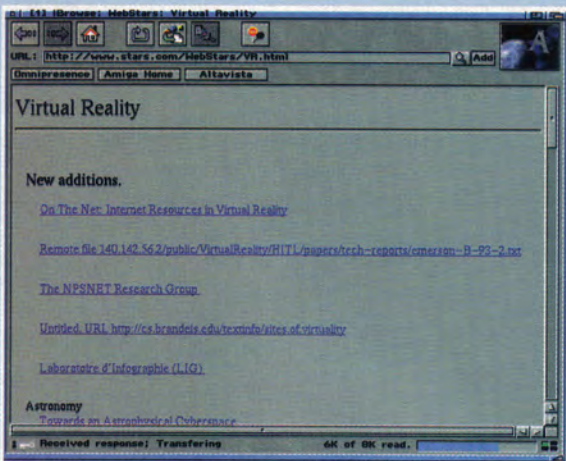 [1] IBrowse: WebStars: Virtual Reality
URL: http://www.stars.com/WebStars/VR.html
Add
Omnipresence Amiga Home Altavista
Virtual Reality
New additions.
On The Net: Internet Resources in Virtual Reality
Remote file 140.142.56.2/public/VirtualReality/HITL/papers/tech-reports/emerson-B-93-2.txt
The NPSNET Research Group
Untitled. URL http://cs.brandeis.edu/textinfo/sites.of.virtuality
Laboratoire d'Infographie (LIG)
Astronomy
Towards an Astrophysical Cyberspace
Received response; Transfering 6K of 8K read.